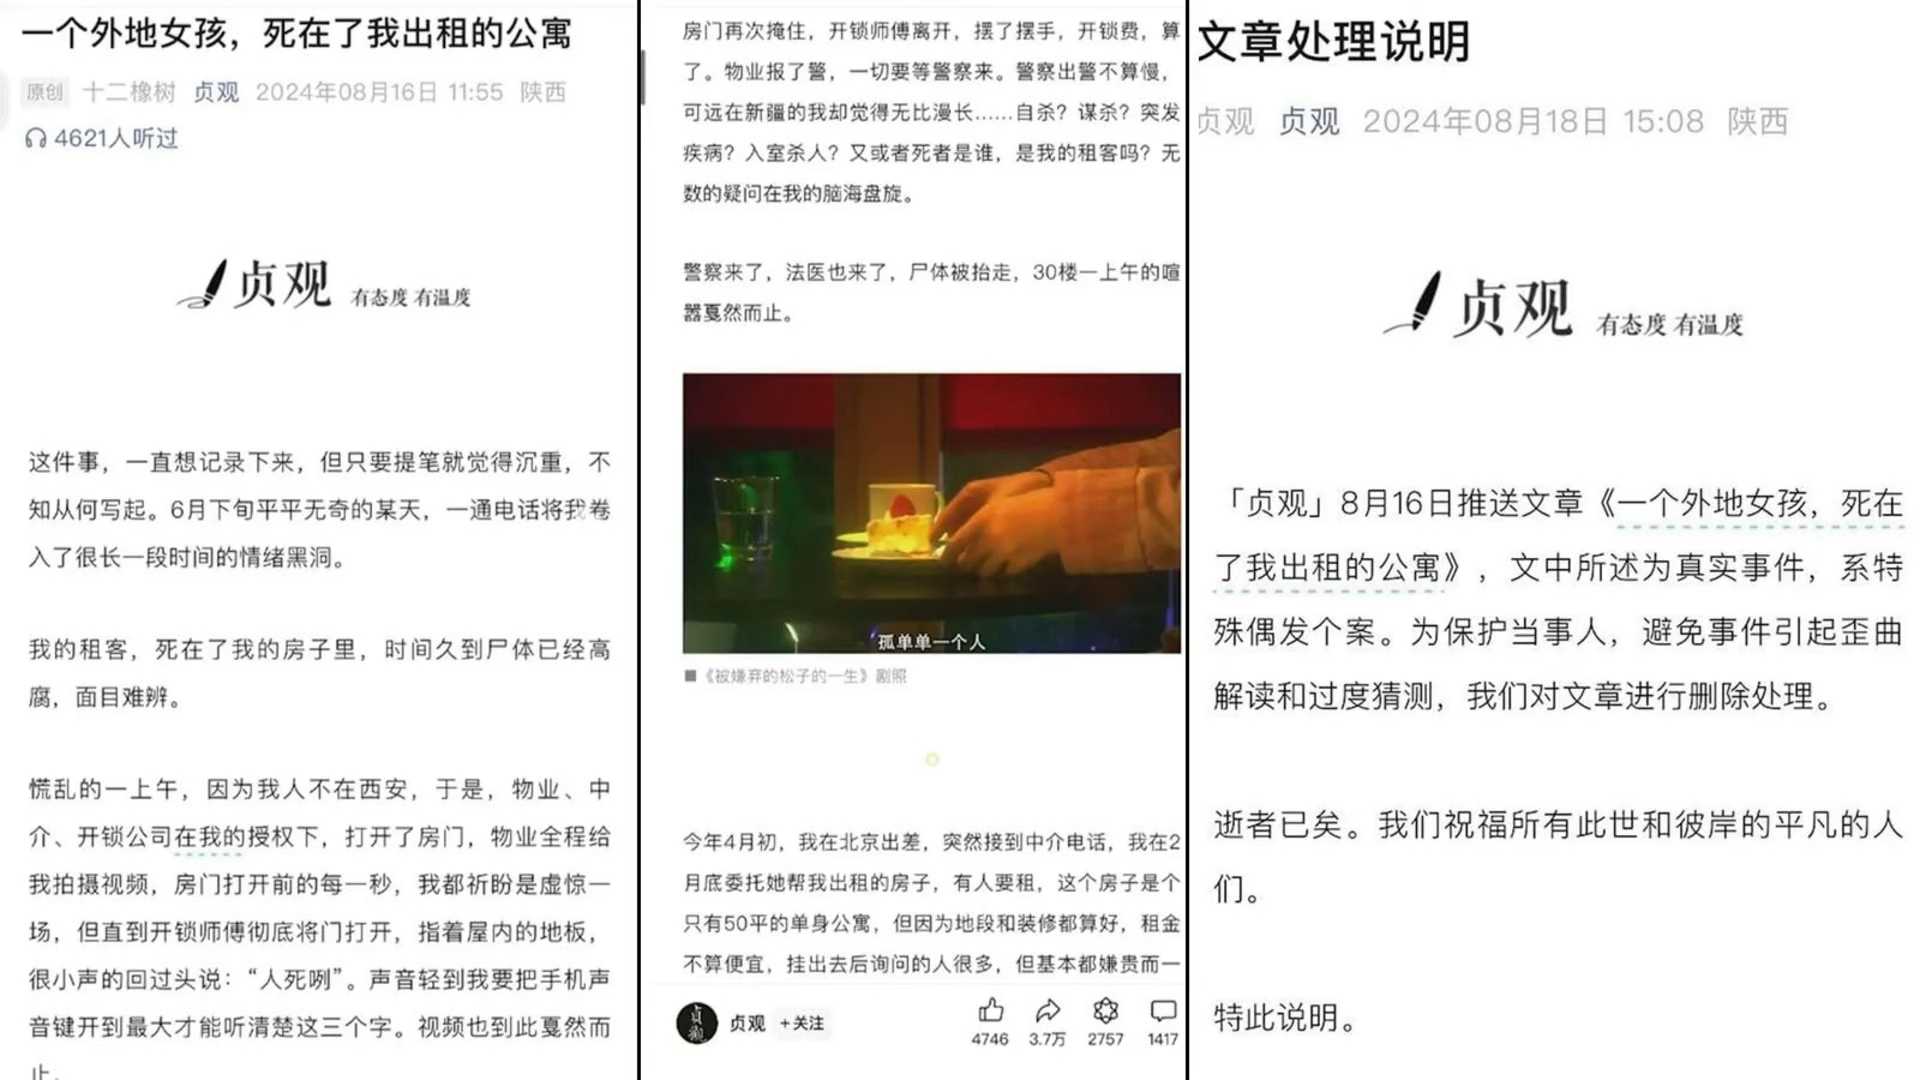 一个外地女孩，死在了我出租的公寓
原创 十二橡树 贞观 2024年08月16日 11:55 陕西
4621人听过
贞观 有态度 有温度
这件事，一直想记录下来，但只要提笔就觉得沉重，不
知从何写起。6月下旬平平无奇的某天，一通电话将我卷
入了很长一段时间的情绪黑洞。
我的租客，死在了我的房子里，时间久到尸体已经高
腐，面目难辨。
慌乱的一上午，因为我人不在西安，于是，物业、中
介、开锁公司在我的授权下，打开了房门，物业全程给
我拍摄视频，房门打开前的每一秒，我都祈盼是虚惊一
场，但直到开锁师傅彻底将门打开，指着屋内的地板，
很小声的回过头说：“人死咧”。声音轻到我要把手机声
音键开到最大才能听清楚这三个字。视频也到此戛然而
止。
房门再次掩住，开锁师傅离开，摆了摆手，开锁费，算
了。物业报了警，一切要等警察来。警察出警不算慢，
可远在新疆的我却觉得无比漫长……自杀？谋杀？突发
疾病？入室杀人？又或者死者是谁，是我的租客吗？无
数的疑问在我的脑海盘旋。
警察来了，法医也来了，尸体被抬走，30楼一上午的喧
嚣戛然而止。
孤单单一个人
■《被嫌弃的松子的一生》剧照
今年4月初，我在北京出差，突然接到中介电话，我在2
月底委托她帮我出租的房子，有人要租，这个房子是个
只有50平的单身公寓，但因为地段和装修都算好，租金
不算便宜，挂出去后询问的人很多，但基本都嫌贵而一
贞观 贞观 +关注 4746 3.7万 2757 1417
文章处理说明
贞观 贞观 2024年08月18日 15:08 陕西
贞观 有态度 有温度
「贞观」8月16日推送文章《一个外地女孩，死在
了我出租的公寓》，文中所述为真实事件，系特
殊偶发个案。为保护当事人，避免事件引起歪曲
解读和过度猜测，我们对文章进行删除处理。
逝者已矣。我们祝福所有此世和彼岸的平凡的人
们。
特此说明。